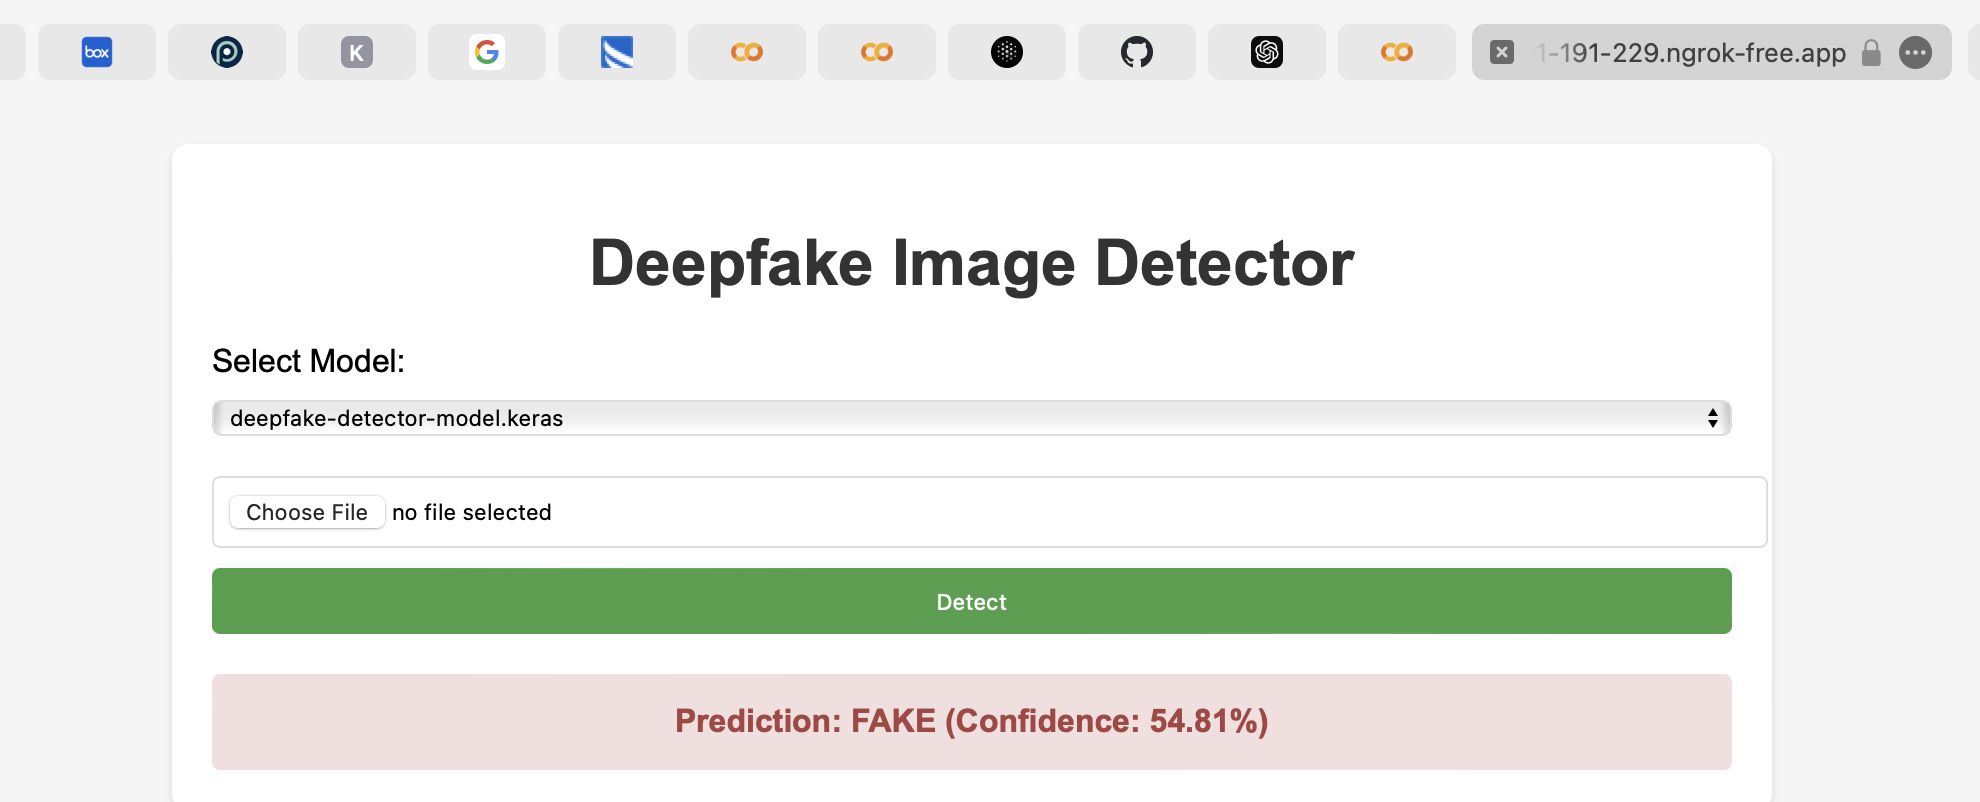 box
K
G
1-191-229.ngrok-free.app
Deepfake Image Detector
Select Model:
deepfake-detector-model.keras
Choose File no file selected
Detect
Prediction: FAKE (Confidence: 54.81%)